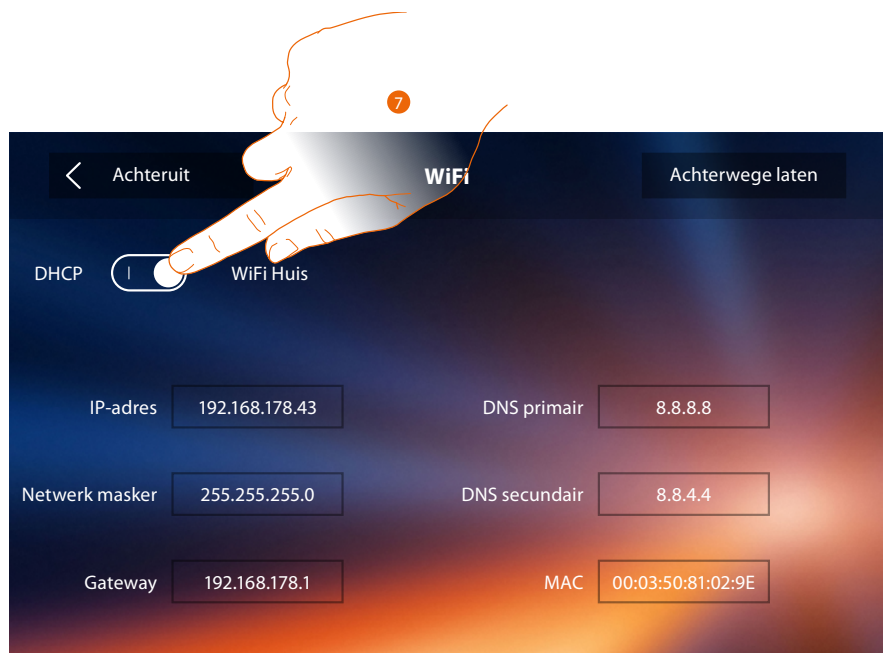 7
Achteruit WiFi Achterwege laten
DHCP I WiFi Huis
IP-adres 192.168.178.43 DNS primair 8.8.8.8
Netwerk masker 255.255.255.0 DNS secundair 8.8.4.4
Gateway 192.168.178.1 MAC 00:03:50:81:02:9E